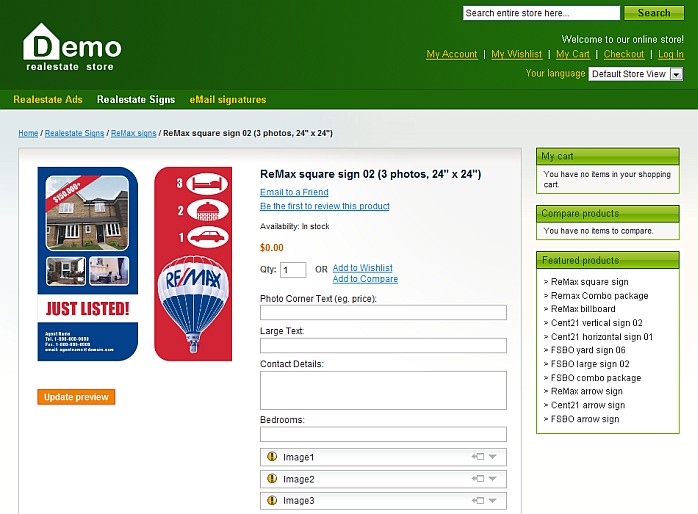 Search entire store here...
Search
Demo
realestate store
Welcome to our online store!
My Account | My Wishlist | My Cart | Checkout | Log In
Your language Default Store View
Realestate Ads Realestate Signs eMail signatures
Home / Realestate Signs / ReMax signs / ReMax square sign 02 (3 photos, 24" x 24")
$150.000+
JUST LISTED!
Agent Name
Tel. 1-800-000-0000
Fax. 1-800-000-0000
email: agentname@domain.com
3
2
1
RE/MAX
Update preview
ReMax square sign 02 (3 photos, 24" x 24")
Email to a Friend
Be the first to review this product
Availability: In stock
$0.00
Qty: 1 OR Add to Wishlist
Add to Compare
Photo Corner Text (eg. price):
Large Text:
Contact Details:
Bedrooms:
Image1
Image2
Image3
My cart
You have no items in your shopping
cart.
Compare products
You have no items to compare.
Featured products
> ReMax square sign
> Remax Combo package
> ReMax billboard
> Cent21 vertical sign 02
> Cent21 horizontal sign 01
> FSBO yard sign 06
> FSBO large sign 02
> FSBO combo package
> ReMax arrow sign
> Cent21 arrow sign
> FSBO arrow sign